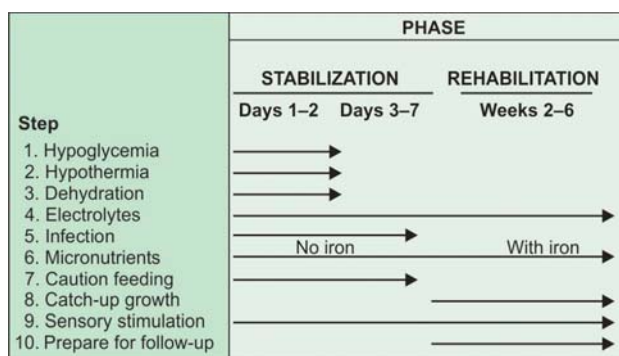 PHASE
STABILIZATION REHABILITATION
Days 1–2 Days 3–7 Weeks 2–6
Step
1. Hypoglycemia
2. Hypothermia
3. Dehydration
4. Electrolytes
5. Infection
No iron With iron
6. Micronutrients
7. Caution feeding
8. Catch-up growth
9. Sensory stimulation
10. Prepare for follow-up